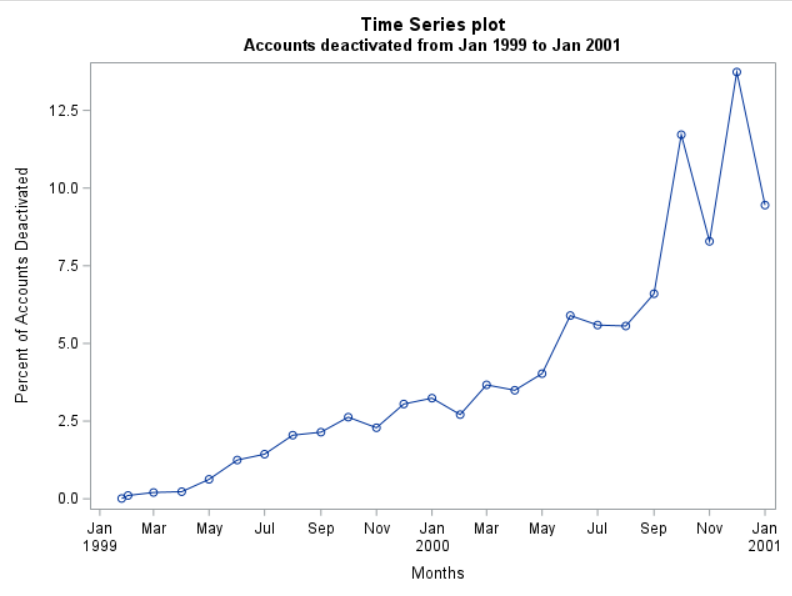 Time Series plot
Accounts deactivated from Jan 1999 to Jan 2001
Percent of Accounts Deactivated
12.5
10.0
7.5
5.0
2.5
0.0
Jan Mar May Jul Sep Nov Jan Mar May Jul Sep Nov Jan
1999 2000 2001
Months